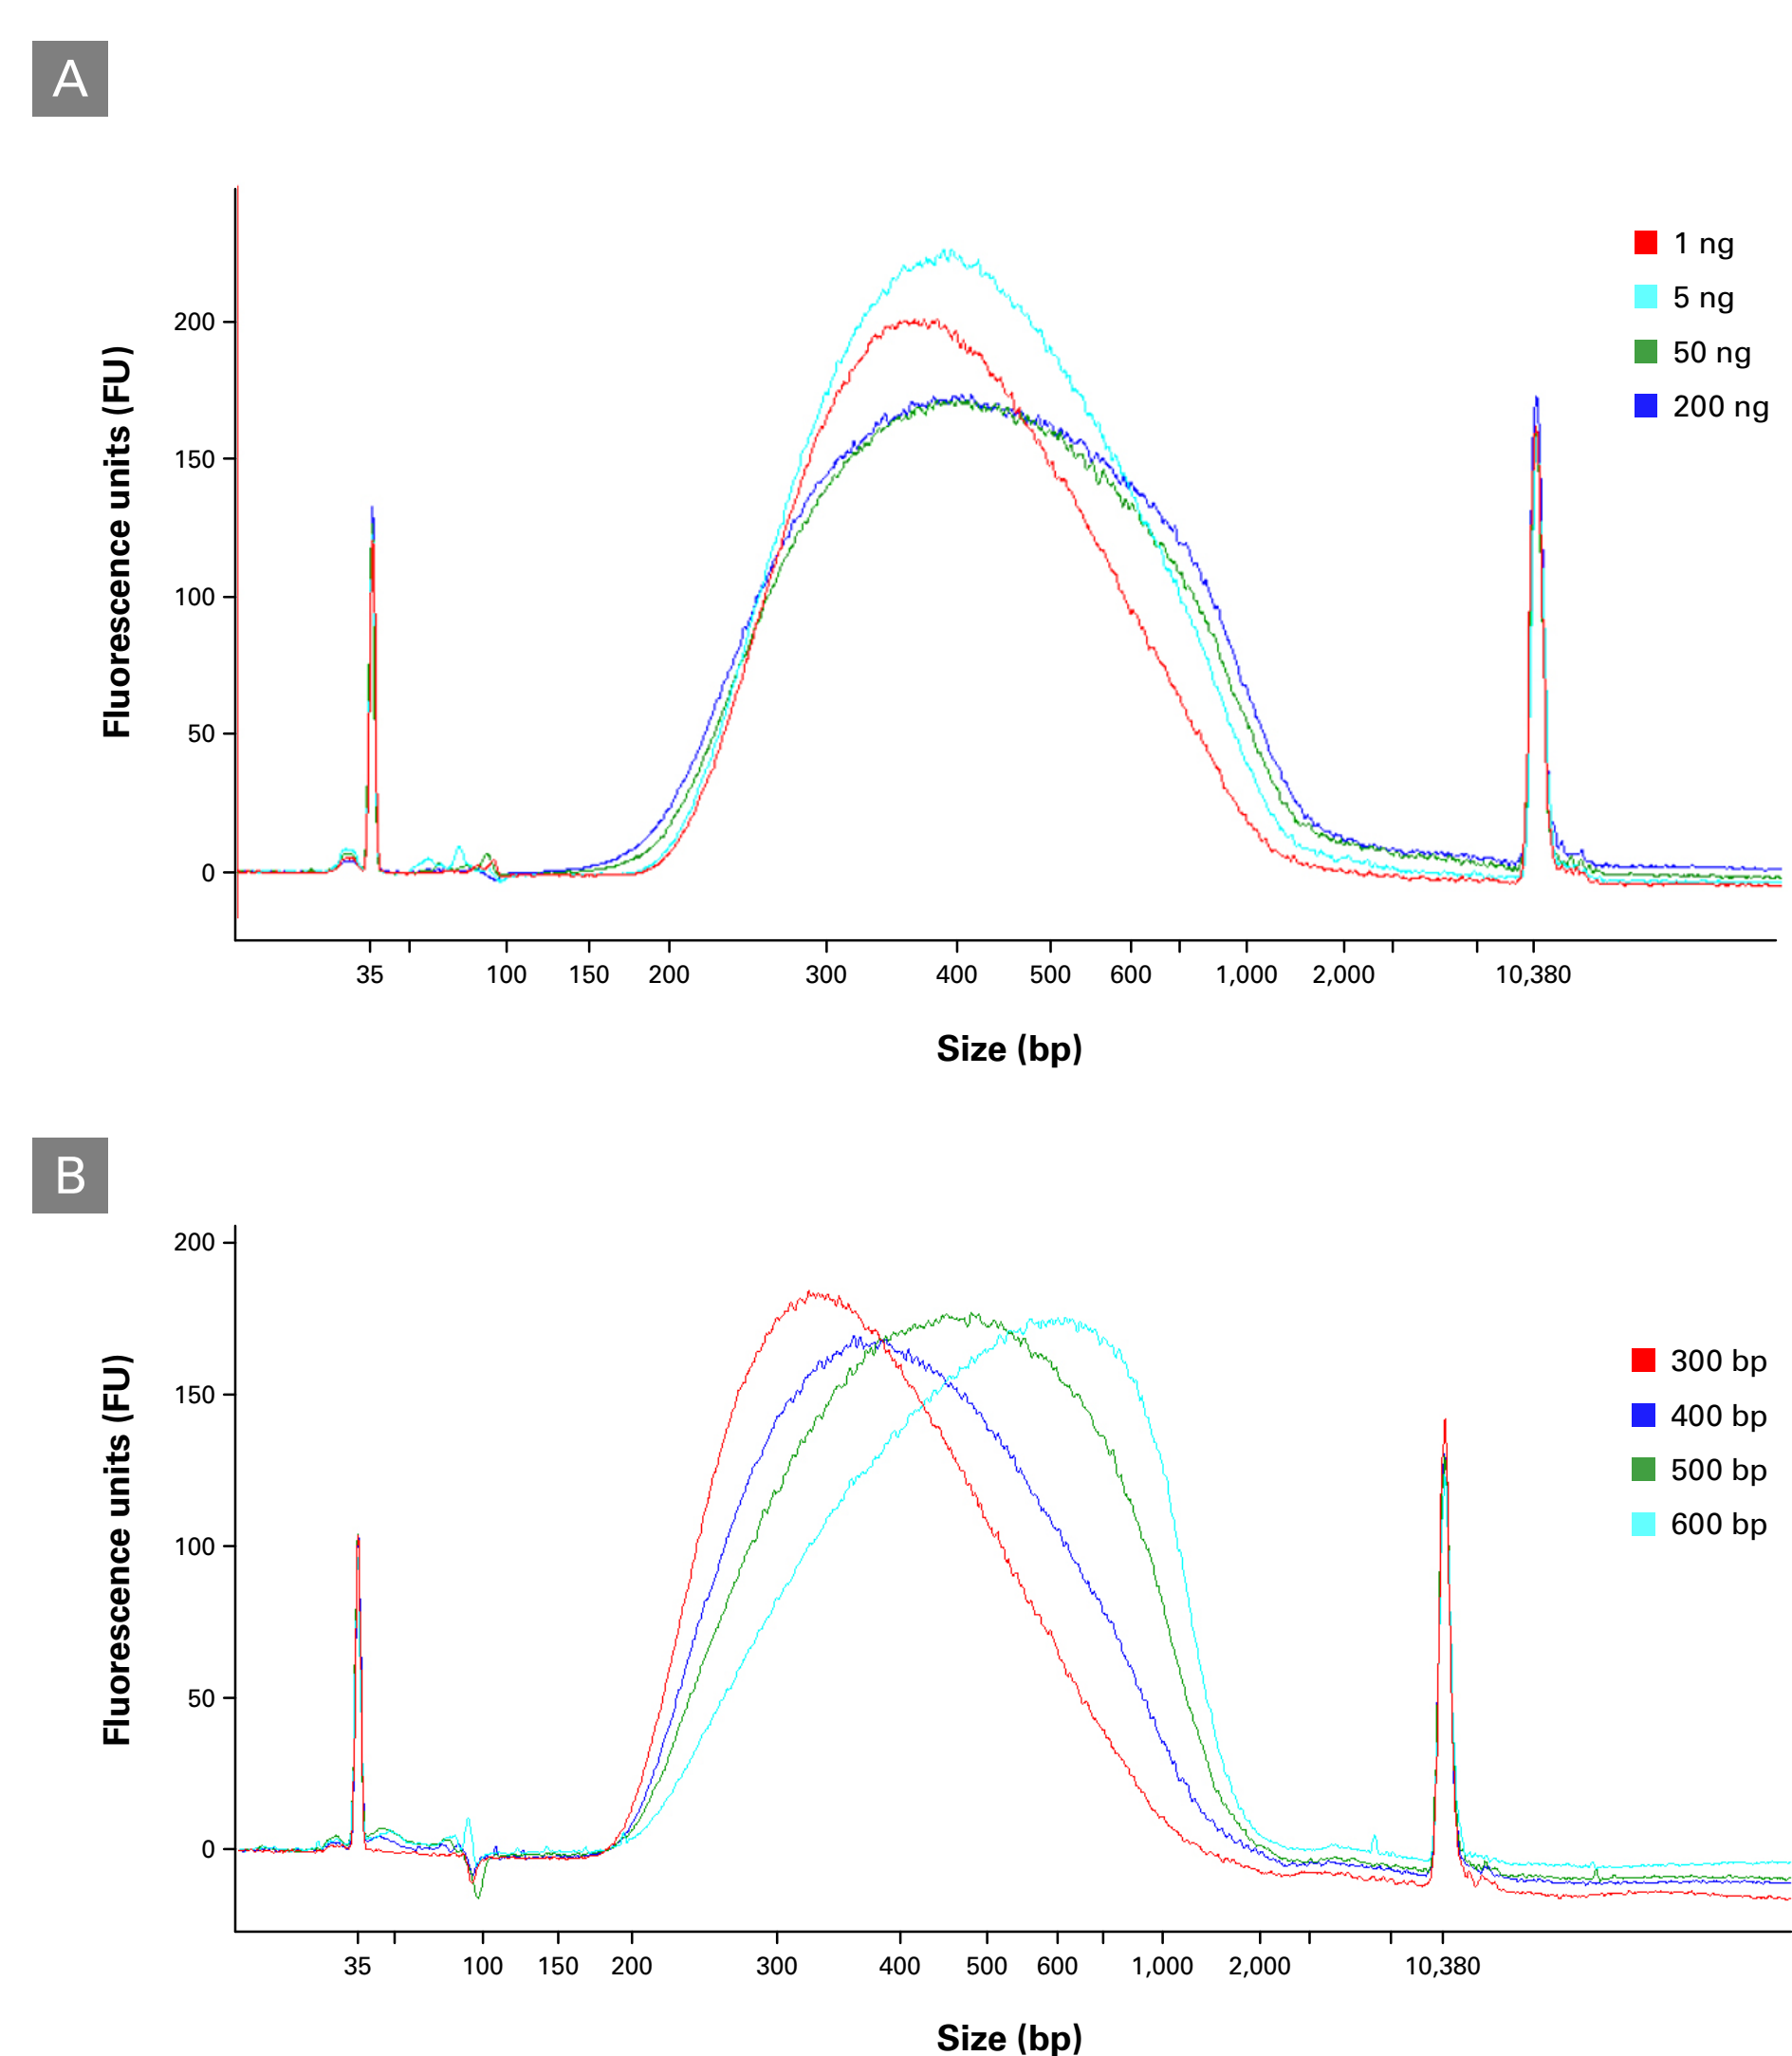 A
Fluorescence units (FU)
200
150
100
50
0
1 ng
5 ng
50 ng
200 ng
35 100 150 200 300 400 500 600 1,000 2,000 10,380
Size (bp)
B
Fluorescence units (FU)
200
150
100
50
0
300 bp
400 bp
500 bp
600 bp
35 100 150 200 300 400 500 600 1,000 2,000 10,380
Size (bp)